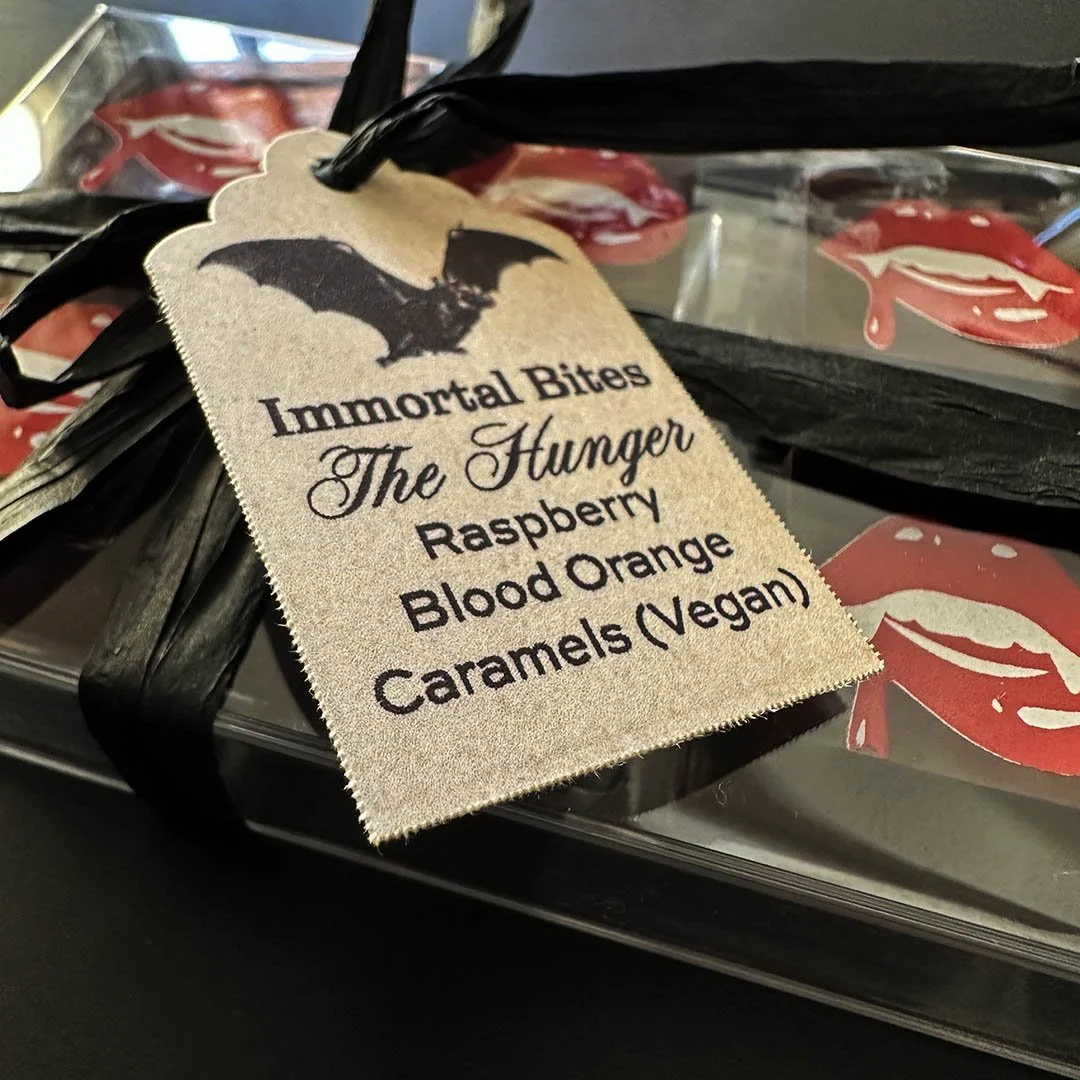 Immortal Bites
The Hunger
Raspberry
Blood Orange
Caramels (Vegan)